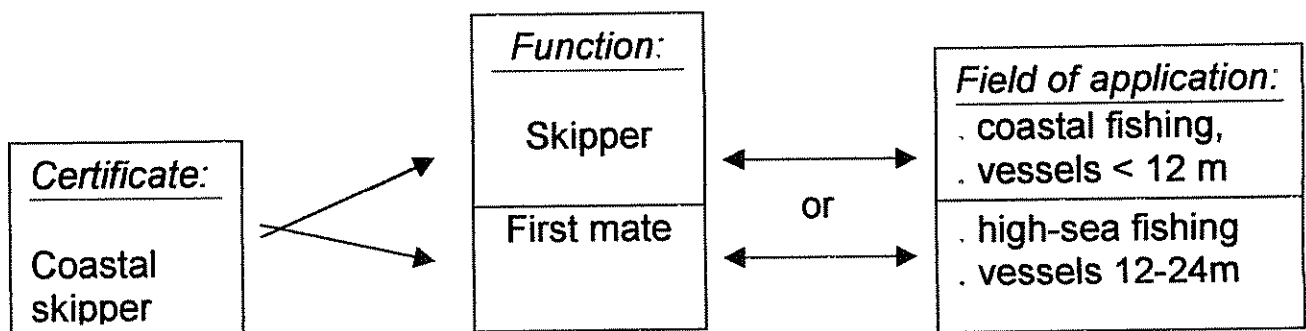 Certificate:
Coastal
skipper
Function:
Skipper
First mate
or
Field of application:
. coastal fishing,
. vessels < 12 m
. high-sea fishing
. vessels 12-24m